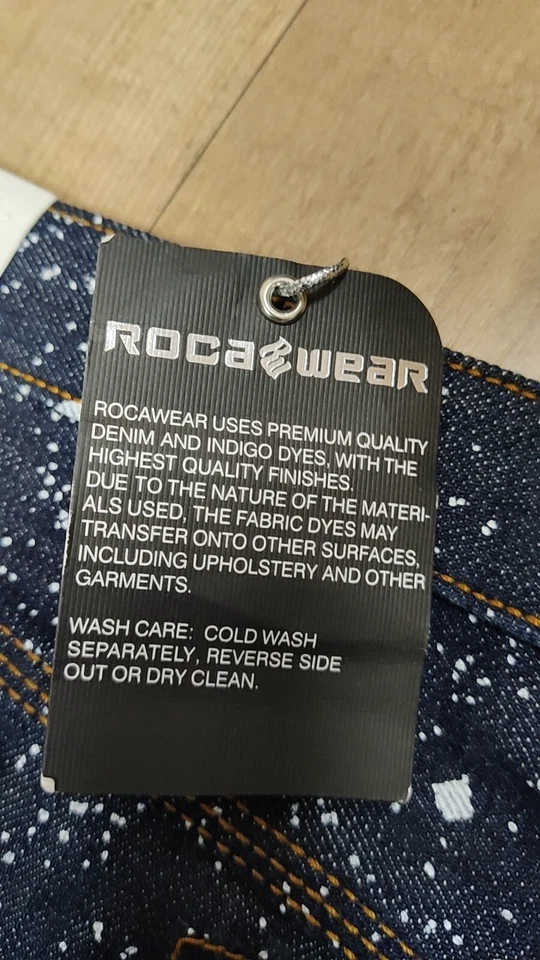 ROCAWEAR
ROCAWEAR USES PREMIUM QUALITY
DENIM AND INDIGO DYES, WITH THE
HIGHEST QUALITY FINISHES.
DUE TO THE NATURE OF THE MATERI-
ALS USED, THE FABRIC DYES MAY
TRANSFER ONTO OTHER SURFACES,
INCLUDING UPHOLSTERY AND OTHER
GARMENTS.
WASH CARE: COLD WASH
SEPARATELY, REVERSE SIDE
OUT OR DRY CLEAN.